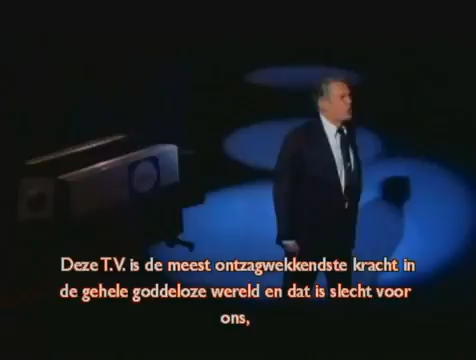 Deze T.V. is de meest ontzagwekkendste kracht in
de gehele goddeloze wereld en dat is slecht voor
ons,